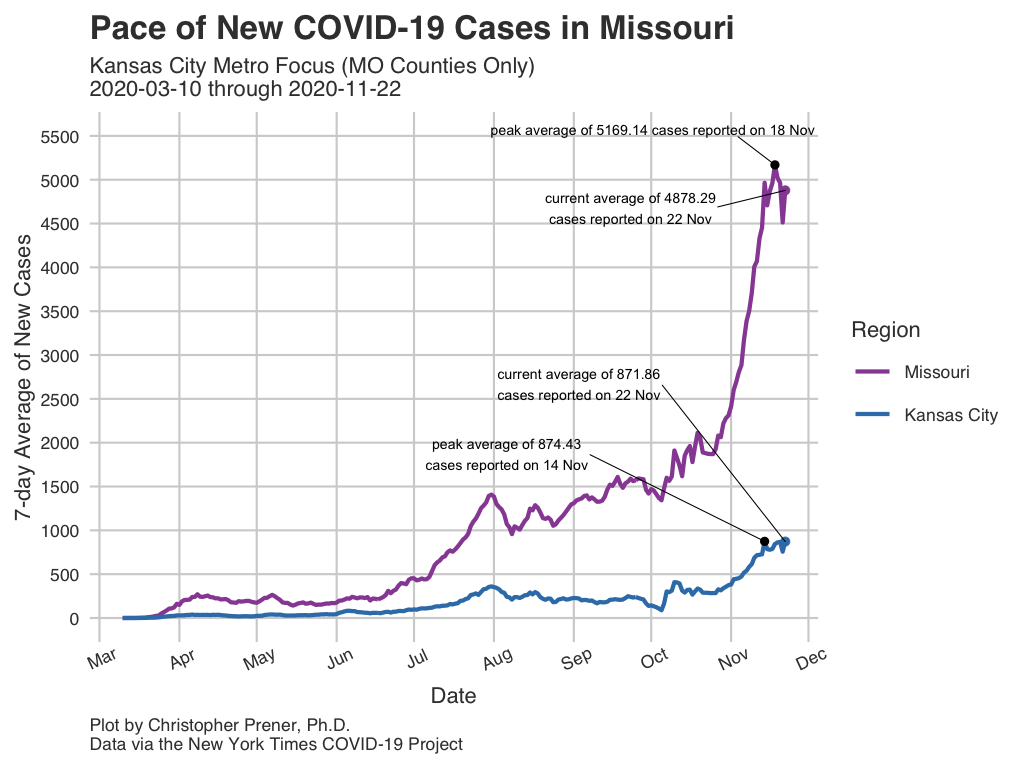 Pace of New COVID-19 Cases in Missouri
Kansas City Metro Focus (MO Counties Only)
2020-03-10 through 2020-11-22
peak average of 5169.14 cases reported on 18 Nov
current average of 4878.29
cases reported on 22 Nov
current average of 871.86
cases reported on 22 Nov
peak average of 874.43
cases reported on 14 Nov
5500
5000
4500
4000
3500
3000
2500
2000
1500
1000
500
0
7-day Average of New Cases
Mar
Apr
May
Jun
Jul
Aug
Sep
Oct
Nov
Dec
Date
Region
Missouri
Kansas City
Plot by Christopher Prener, Ph.D.
Data via the New York Times COVID-19 Project